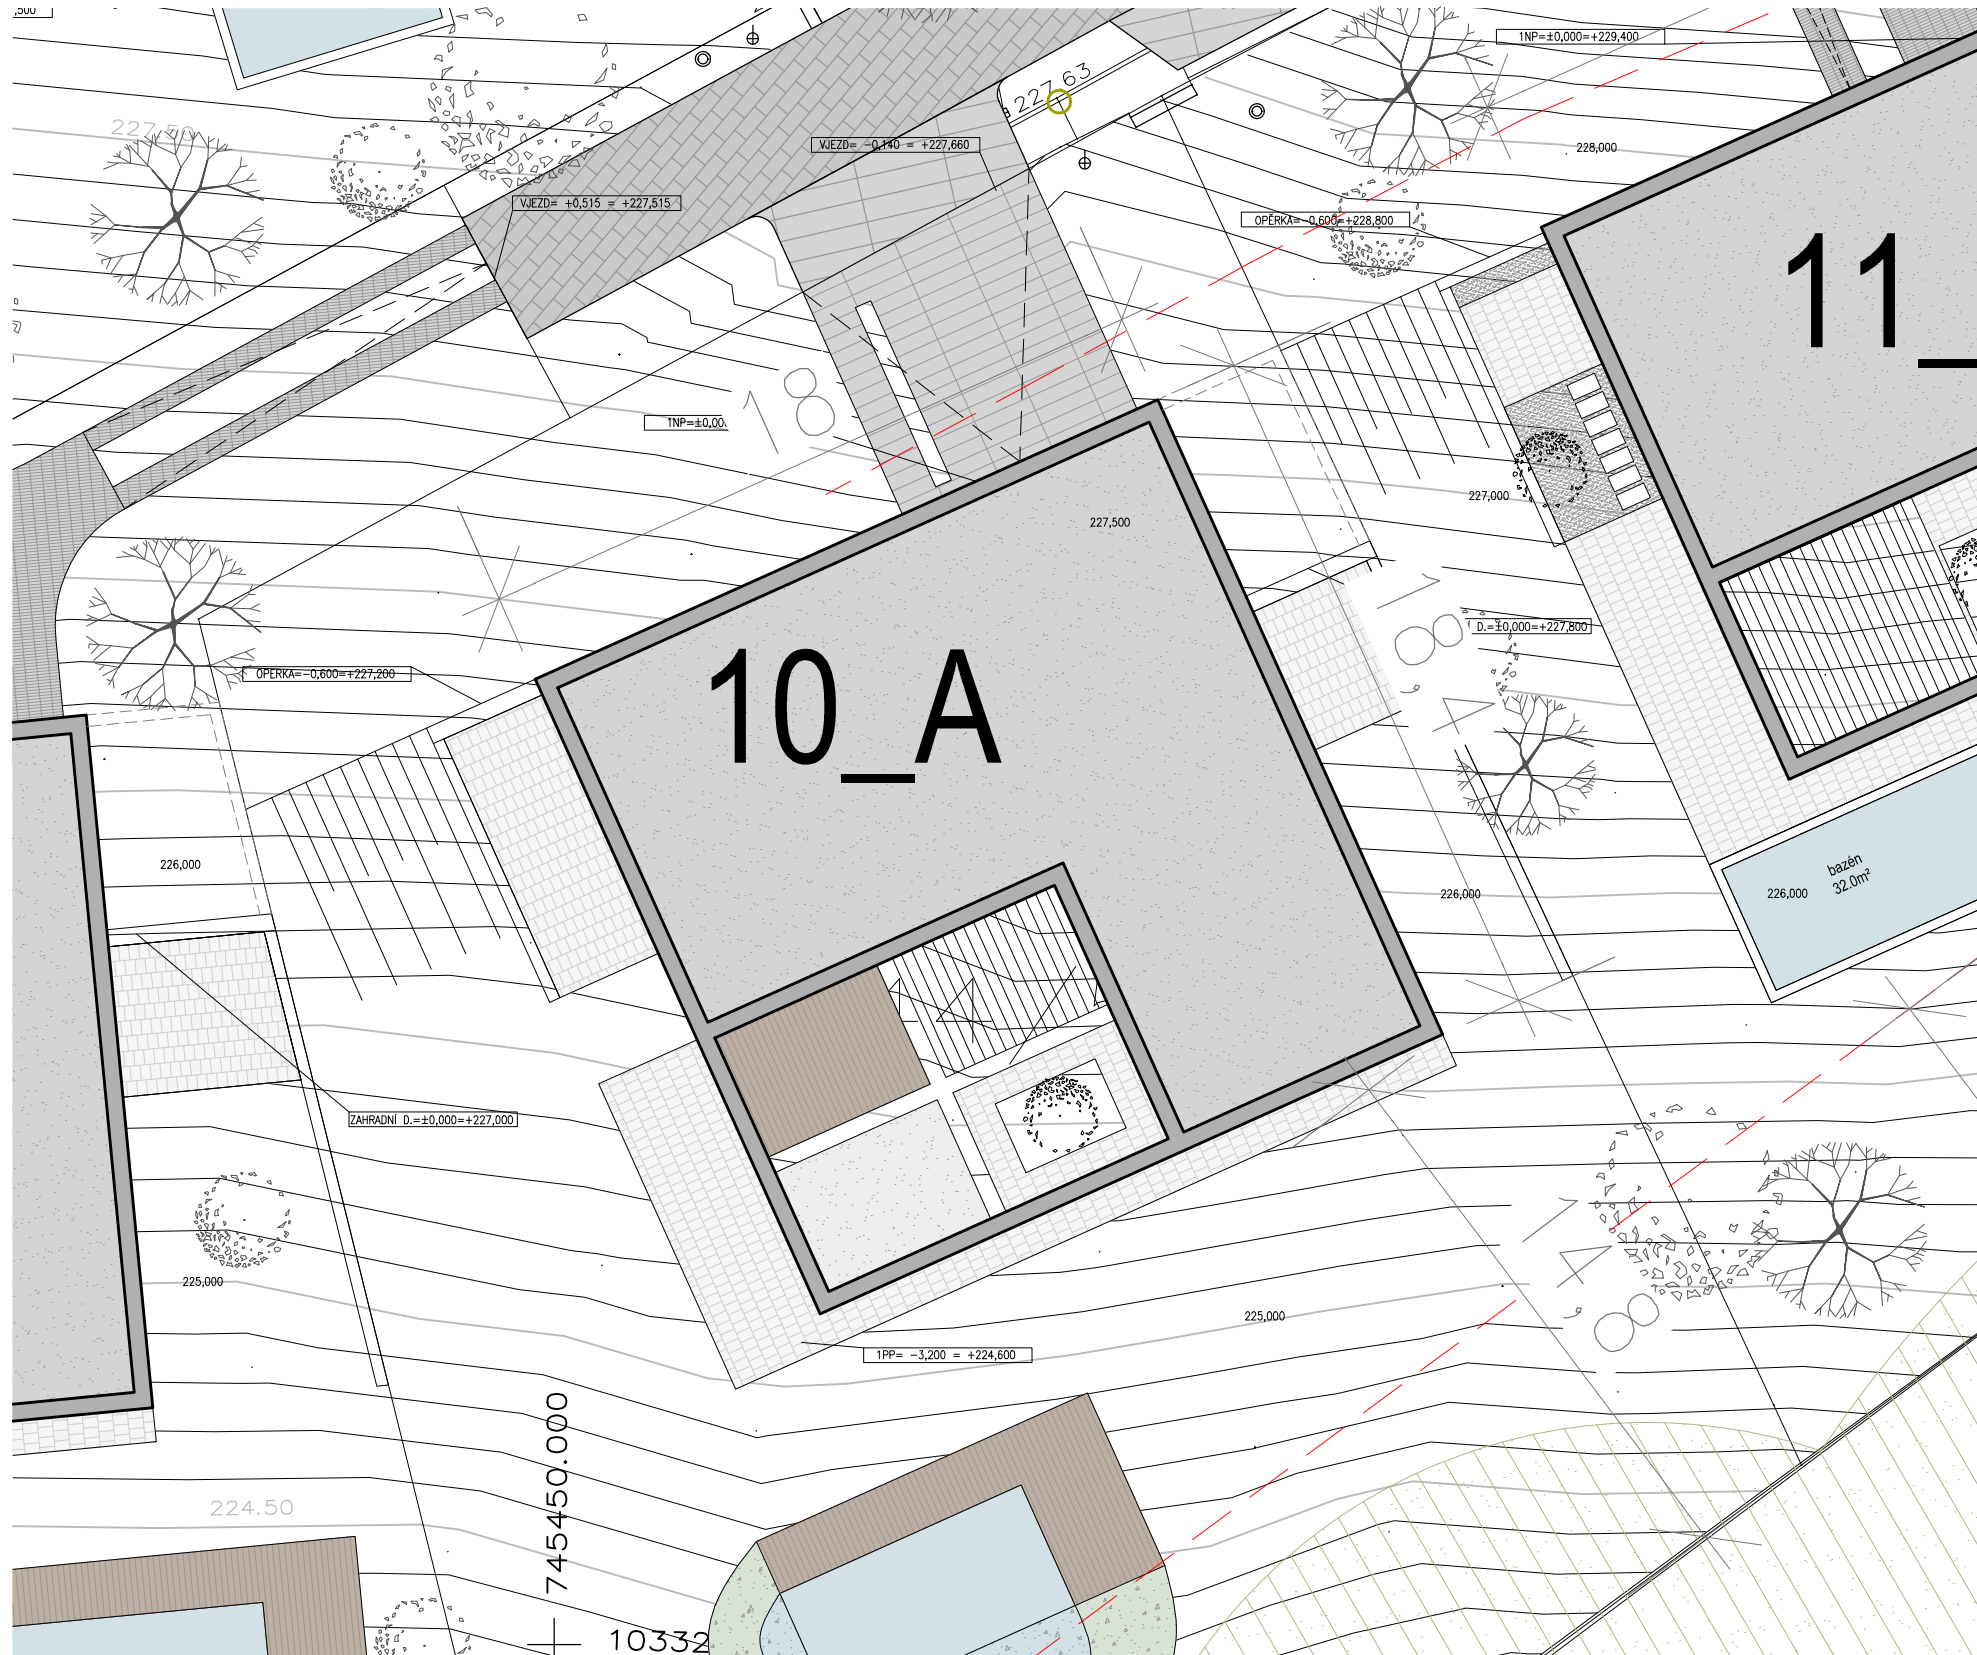 ,500
1NP=±0,000=+229,400
227.63
227.50
VJEZD= -0,140 = +227,660
228,000
VJEZD= +0,515 = +227,515
OPĚRKA=-0,600=+228,800
11_
18
1NP=±0,00
227,000
227,500
18
D.=±0,000=+227,800
OPĚRKA=-0,600=+227,200
10_A
226,000
226,000
bazén
32.0m²
226,000
ZAHRADNÍ D.=±0,000=+227,000
225,000
225,000
1PP= -3,200 = +224,600
224.50
745450.000
10332